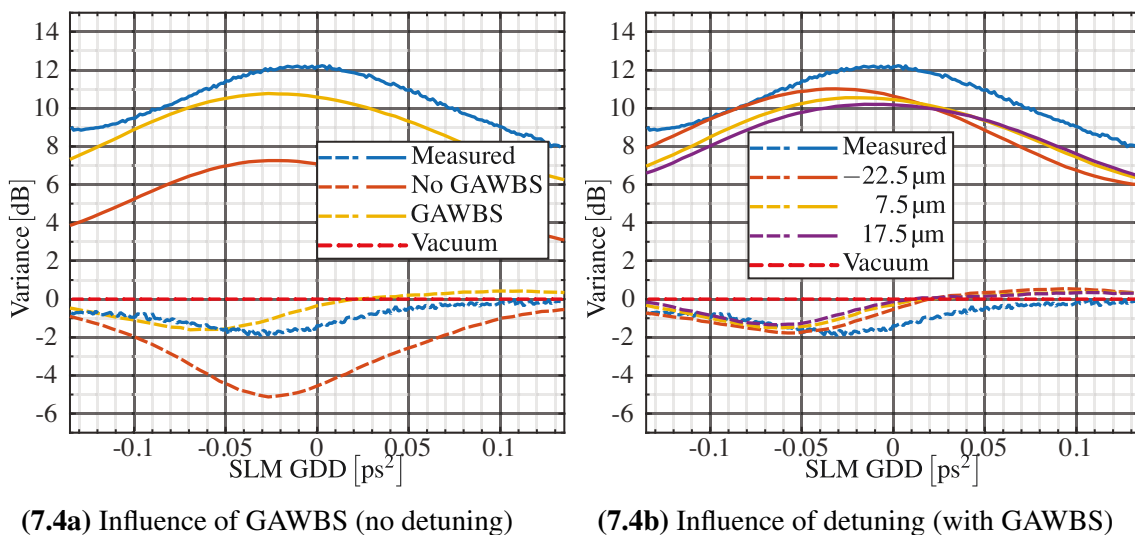 14
12
10
8
6
4
2
0
-2
-4
-6
Variance [dB]
-0.1 -0.05 0 0.05 0.1
SLM GDD [ps²]
Measured
No GAWBS
GAWBS
Vacuum
(7.4a) Influence of GAWBS (no detuning)
14
12
10
8
6
4
2
0
-2
-4
-6
Variance [dB]
-0.1 -0.05 0 0.05 0.1
SLM GDD [ps²]
Measured
−22.5 µm
7.5 µm
17.5 µm
Vacuum
(7.4b) Influence of detuning (with GAWBS)